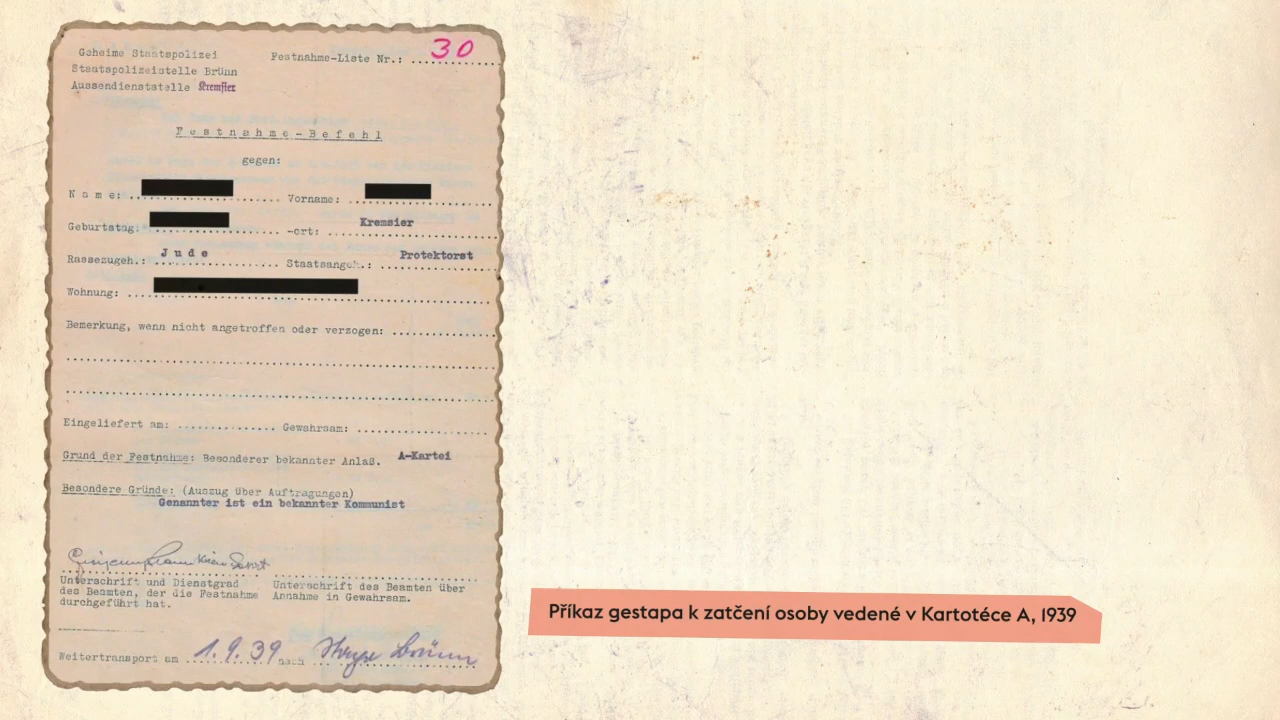 Geheime Staatspolizei
Staatspolizeistelle Brünn
Aussendienststelle Kremsier
Festnahme-Liste Nr.: 30
Festnahme-Befehl
gegen:
Name: Vorname:
Geburtstag: -ort: Kremsier
Rassezugeh.: Jude Staatsangeh.: Protektorat
Wohnung:
Bemerkung, wenn nicht angetroffen oder verzogen:
Eingeliefert am: Gewahrsam:
Grund der Festnahme: Besonderer bekannter Anlaß. A-Kartei
Besondere Gründe: (Auszug über Auftragungen)
Genannter ist ein bekannter Kommunist
Unterschrift und Dienstgrad
des Beamten, der die Festnahme
durchgeführt hat.
Unterschrift des Beamten über
Annahme in Gewahrsam.
Weitertransport am 1.9.39 nach Brünn
Příkaz gestapa k zatčení osoby vedené v Kartotéce A, 1939